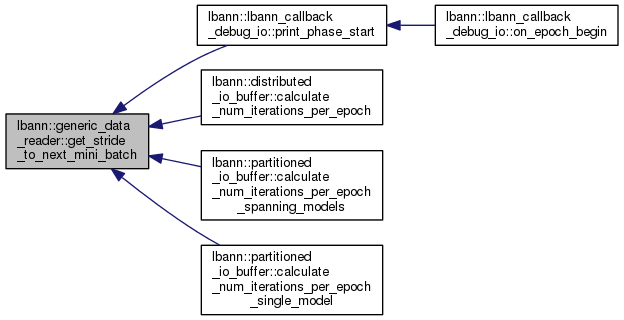 lbann::lbann_callback
_debug_io::print_phase_start
lbann::lbann_callback
_debug_io::on_epoch_begin
lbann::distributed
_io_buffer::calculate
_num_iterations_per_epoch
lbann::generic_data
_reader::get_stride
_to_next_mini_batch
lbann::partitioned
_io_buffer::calculate
_num_iterations_per_epoch
_spanning_models
lbann::partitioned
_io_buffer::calculate
_num_iterations_per_epoch
_single_model